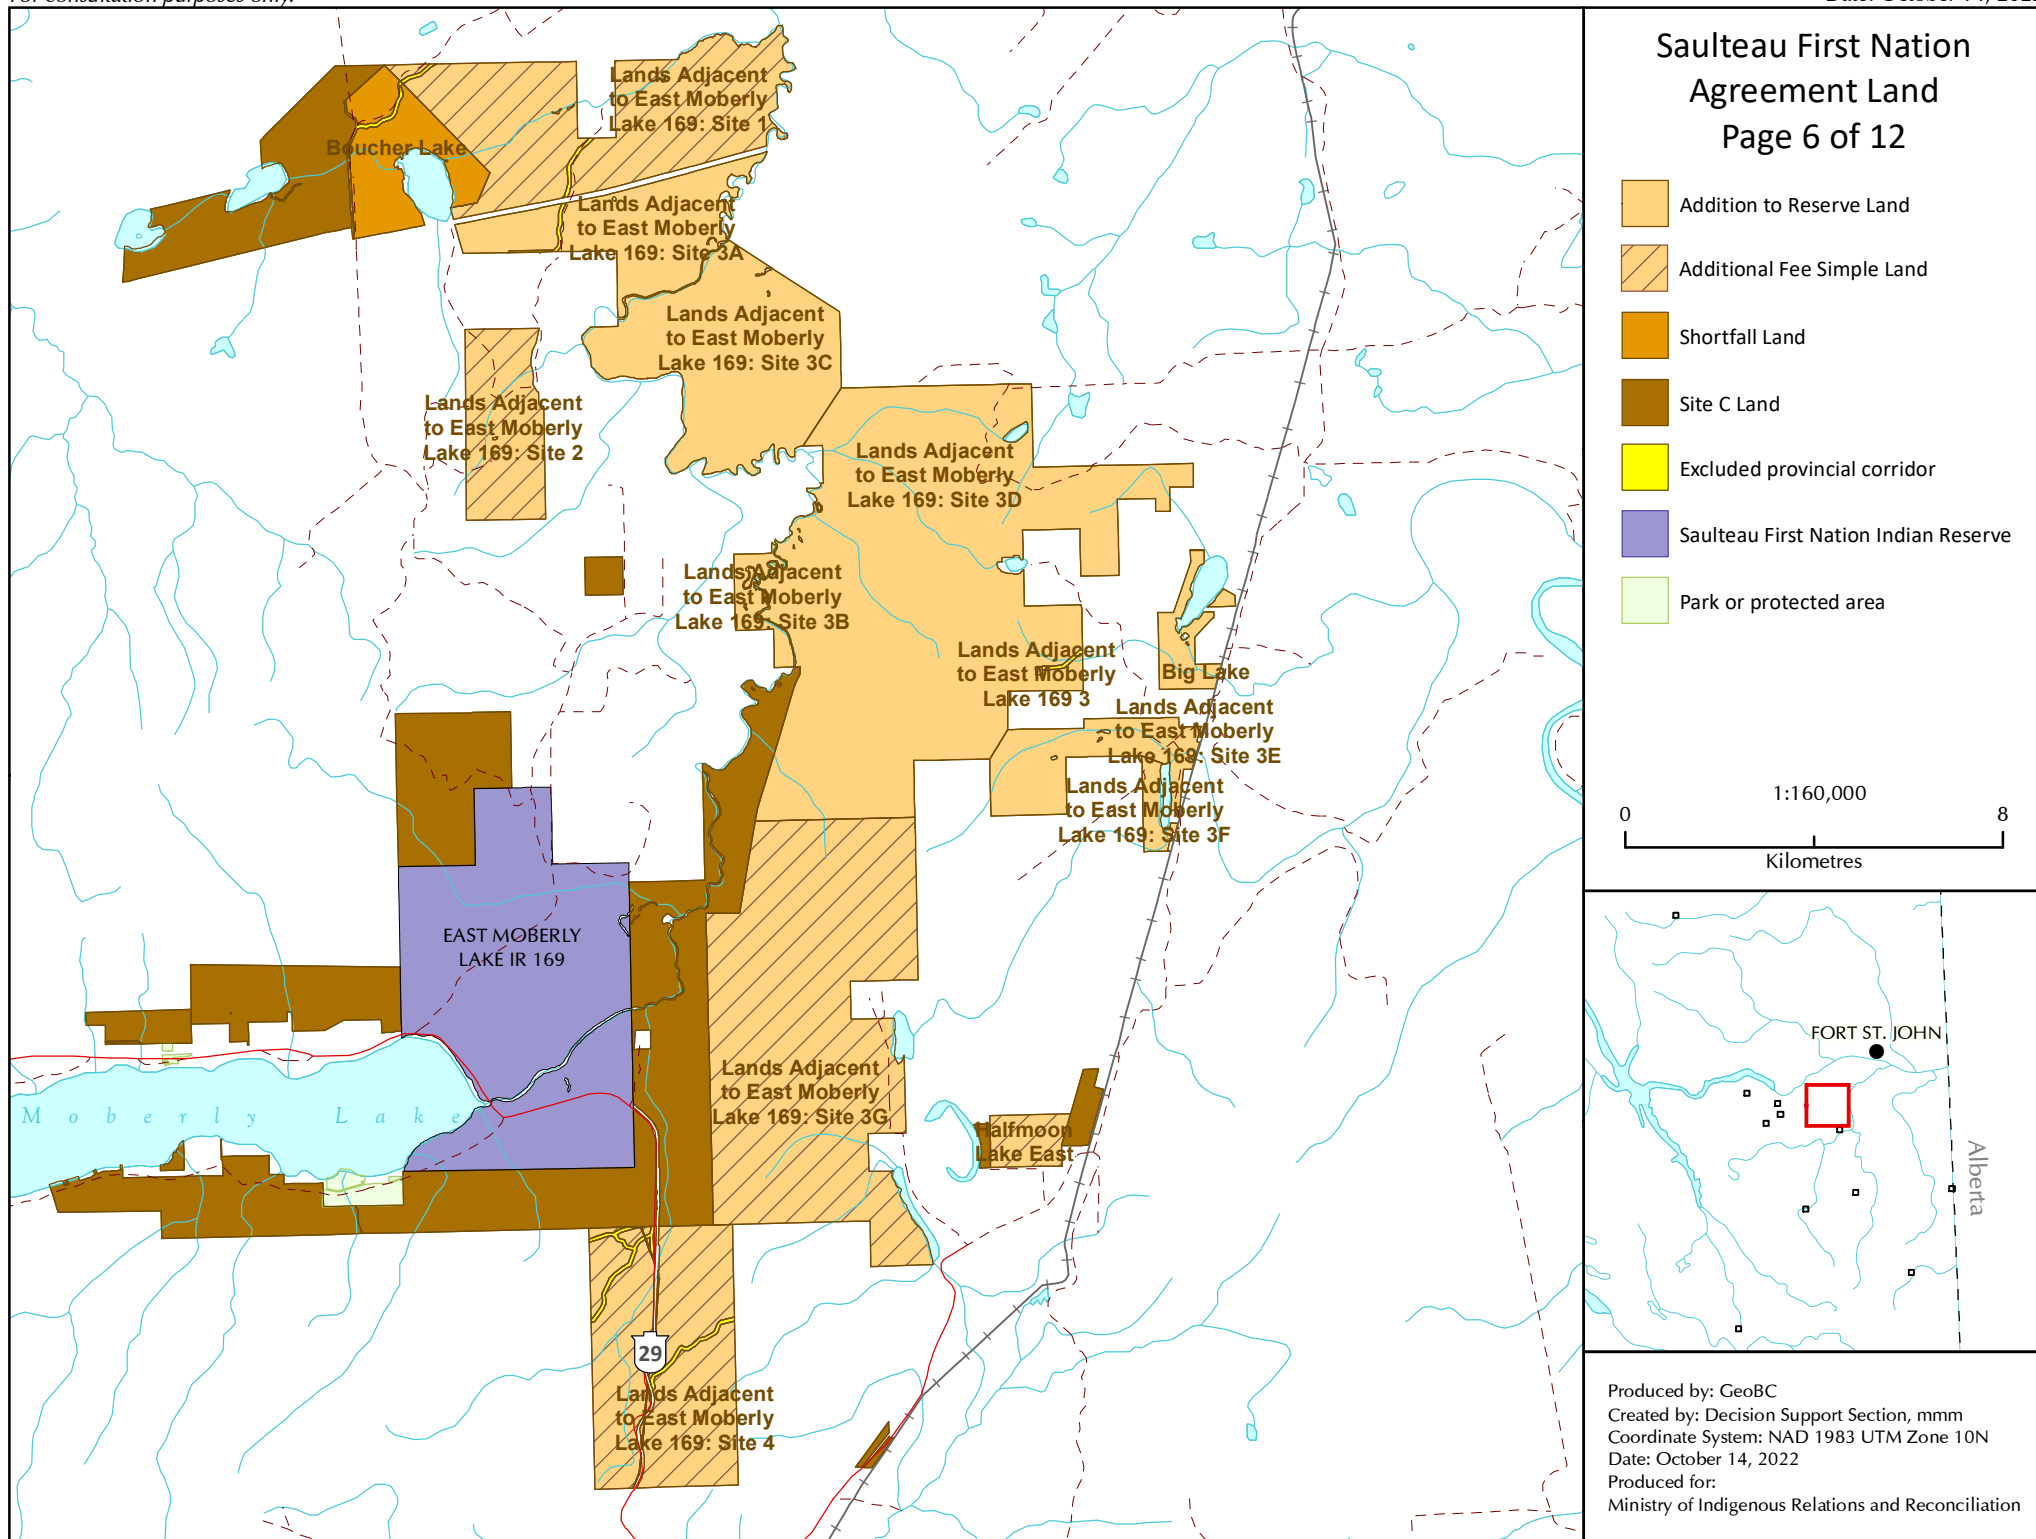 For consultation purposes only.
Saulteau First Nation
Agreement Land
Page 6 of 12
Addition to Reserve Land
Additional Fee Simple Land
Shortfall Land
Site C Land
Excluded provincial corridor
Saulteau First Nation Indian Reserve
Park or protected area
1:160,000
0 8
Kilometres
Lands Adjacent
to East Moberly
Lake 169: Site 1
Boucher Lake
Lands Adjacent
to East Moberly
Lake 169: Site 3A
Lands Adjacent
to East Moberly
Lake 169: Site 3C
Lands Adjacent
to East Moberly
Lake 169: Site 2
Lands Adjacent
to East Moberly
Lake 169: Site 3D
Lands Adjacent
to East Moberly
Lake 169: Site 3B
Lands Adjacent
to East Moberly
Lake 169 3
Big Lake
Lands Adjacent
to East Moberly
Lake 169: Site 3E
Lands Adjacent
to East Moberly
Lake 169: Site 3F
EAST MOBERLY
LAKE IR 169
Moberly Lake
Lands Adjacent
to East Moberly
Lake 169: Site 3G
Halfmoon
Lake East
29
Lands Adjacent
to East Moberly
Lake 169: Site 4
FORT ST. JOHN
Alberta
Produced by: GeoBC
Created by: Decision Support Section, mmm
Coordinate System: NAD 1983 UTM Zone 10N
Date: October 14, 2022
Produced for:
Ministry of Indigenous Relations and Reconciliation